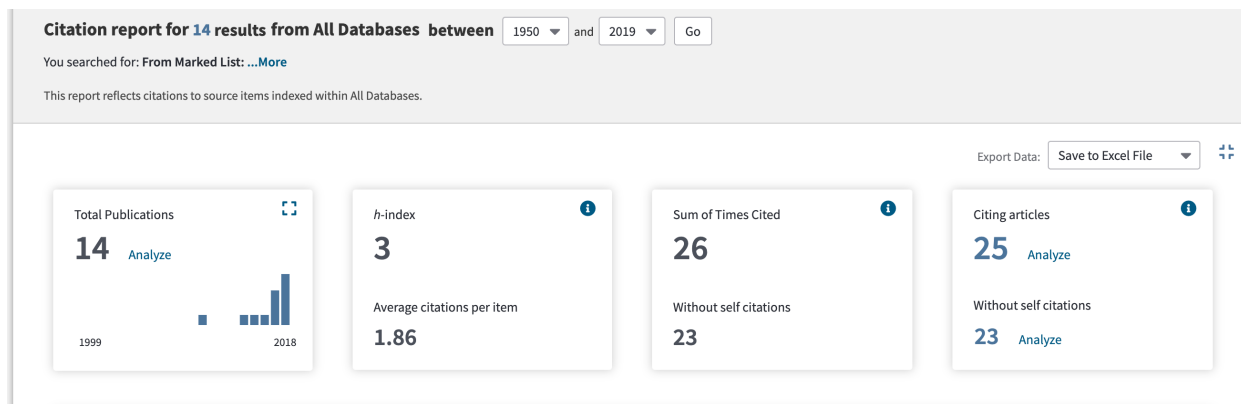 Citation report for 14 results from All Databases between 1950 and 2019 Go
You searched for: From Marked List: ...More
This report reflects citations to source items indexed within All Databases.
Export Data: Save to Excel File
Total Publications
14 Analyze
1999 2018
h-index
3
Average citations per item
1.86
Sum of Times Cited
26
Without self citations
23
Citing articles
25 Analyze
Without self citations
23 Analyze